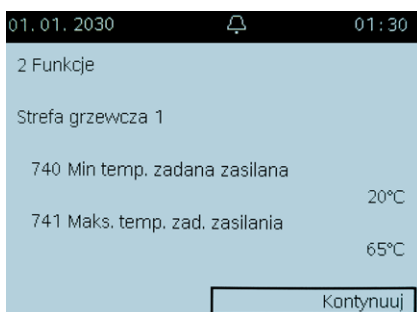 01.01.2030 01:30
2 Funkcje
Strefa grzewcza 1
740 Min temp. zadana zasilana
20°C
741 Maks. temp. zad. zasilania
65°C
Kontynuuj